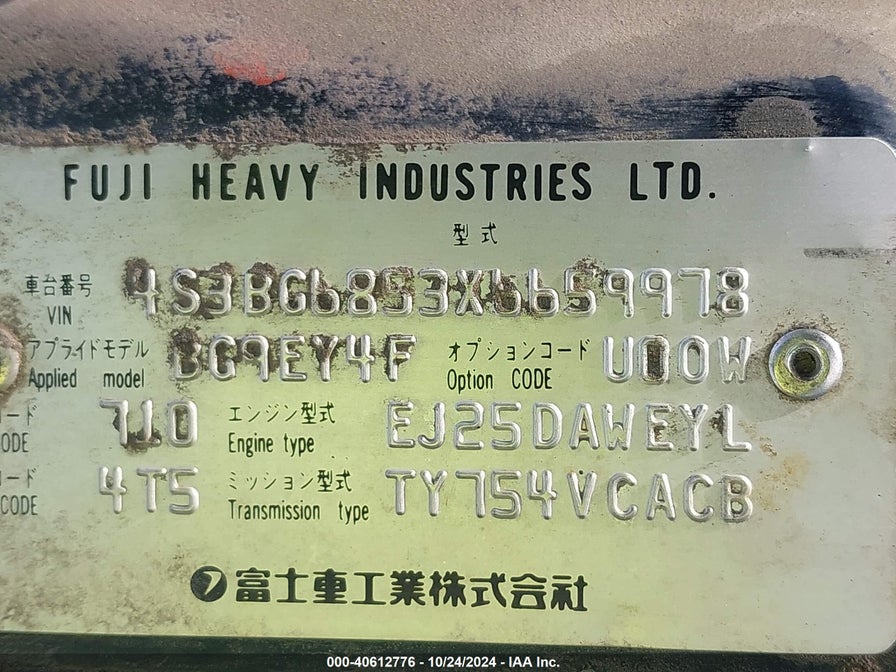 FUJI HEAVY INDUSTRIES LTD.
型式
車台番号 VIN 4S3BG6853X6659978
アプライドモデル Applied model BG9EY4F オプションコード Option CODE U00W
ード ODE 710 エンジン型式 Engine type EJ25DAWEYL
ード CODE 4T5 ミッション型式 Transmission type TY754VCACB
富士重工業株式会社
000-40612776 - 10/24/2024 - IAA Inc.